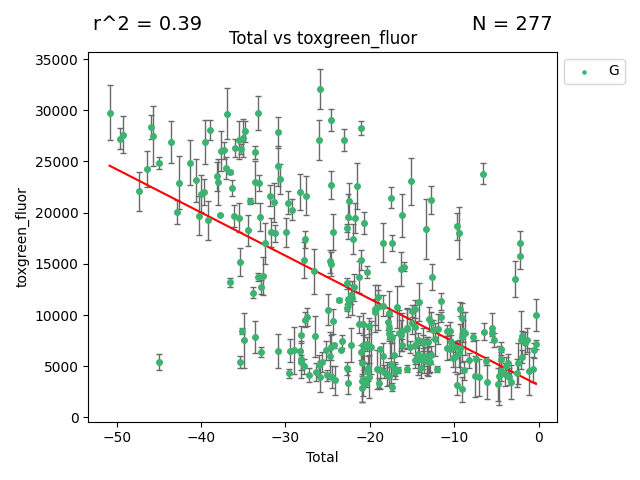 r^2 = 0.39
N = 277
Total vs toxgreen_fluor
G
35000
30000
25000
20000
15000
10000
5000
0
toxgreen_fluor
−50
−40
−30
−20
−10
0
Total